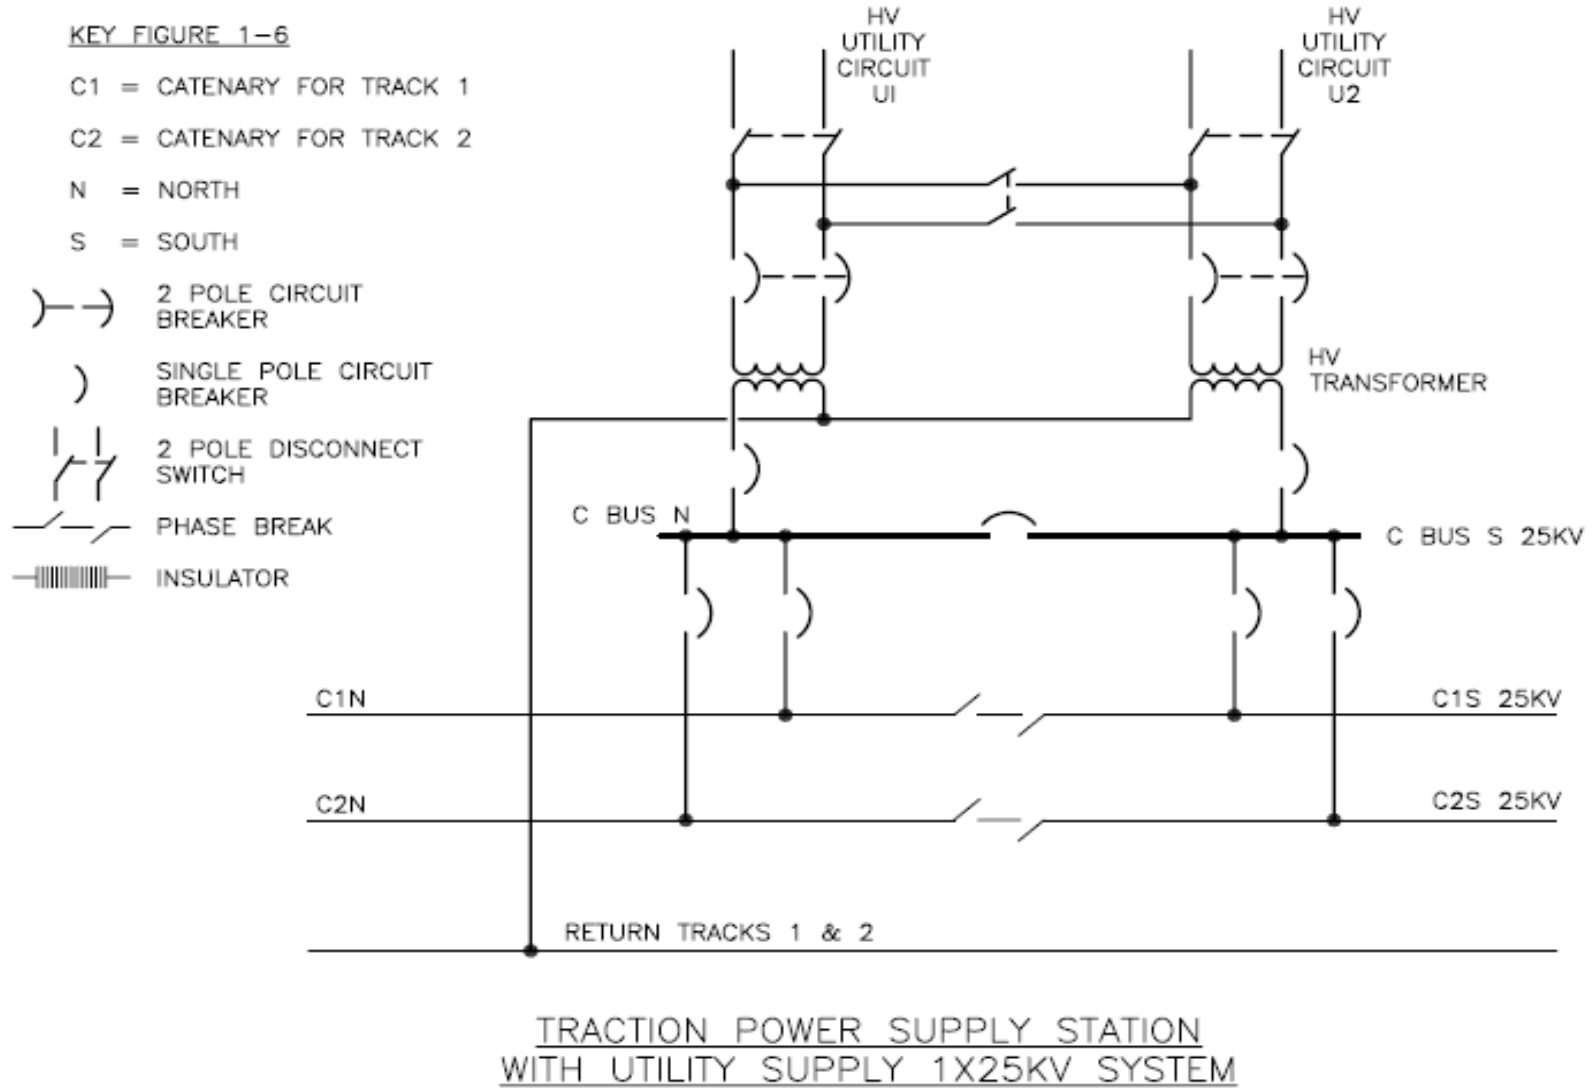 KEY FIGURE 1-6
C1 = CATENARY FOR TRACK 1
C2 = CATENARY FOR TRACK 2
N = NORTH
S = SOUTH
2 POLE CIRCUIT
BREAKER
SINGLE POLE CIRCUIT
BREAKER
2 POLE DISCONNECT
SWITCH
PHASE BREAK
INSULATOR
HV
UTILITY
CIRCUIT
U1
HV
UTILITY
CIRCUIT
U2
HV
TRANSFORMER
C BUS N
C BUS S 25KV
C1N
C1S 25KV
C2N
C2S 25KV
RETURN TRACKS 1 & 2
TRACTION POWER SUPPLY STATION
WITH UTILITY SUPPLY 1X25KV SYSTEM